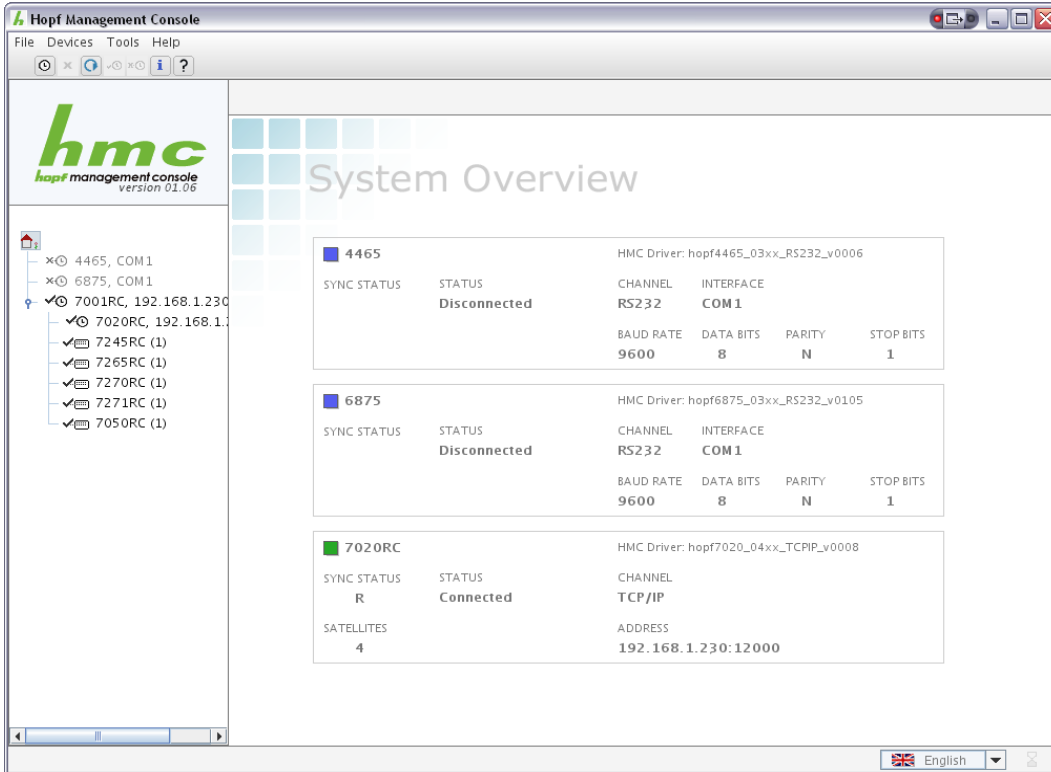 Hopf Management Console
File Devices Tools Help
hmc
hopf management console
version 01.06
4465, COM1
6875, COM1
7001RC, 192.168.1.230
7020RC, 192.168.1.
7245RC (1)
7265RC (1)
7270RC (1)
7271RC (1)
7050RC (1)
System Overview
4465 HMC Driver: hopf4465_03xx_RS232_v0006
SYNC STATUS STATUS CHANNEL INTERFACE
Disconnected RS232 COM1
BAUD RATE DATA BITS PARITY STOP BITS
9600 8 N 1
6875 HMC Driver: hopf6875_03xx_RS232_v0105
SYNC STATUS STATUS CHANNEL INTERFACE
Disconnected RS232 COM1
BAUD RATE DATA BITS PARITY STOP BITS
9600 8 N 1
7020RC HMC Driver: hopf7020_04xx_TCPIP_v0008
SYNC STATUS STATUS CHANNEL
R Connected TCP/IP
SATELLITES ADDRESS
4 192.168.1.230:12000
English